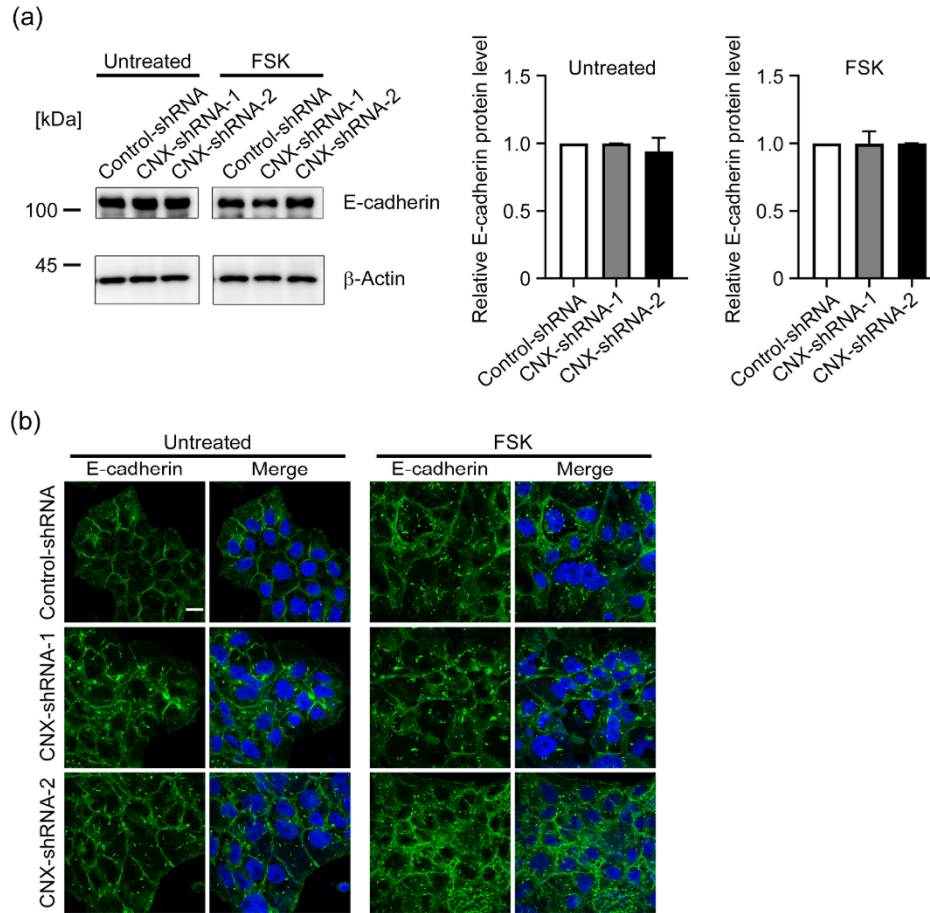 (a)
Untreated
FSK
[kDa]
Control-shRNA
CNX-shRNA-1
CNX-shRNA-2
Control-shRNA
CNX-shRNA-1
CNX-shRNA-2
100
E-cadherin
45
β-Actin
Relative E-cadherin protein level
1.5
1.0
0.5
0
Untreated
Control-shRNA
CNX-shRNA-1
CNX-shRNA-2
Relative E-cadherin protein level
1.5
1.0
0.5
0
FSK
Control-shRNA
CNX-shRNA-1
CNX-shRNA-2
(b)
Untreated
FSK
E-cadherin
Merge
E-cadherin
Merge
Control-shRNA
CNX-shRNA-1
CNX-shRNA-2